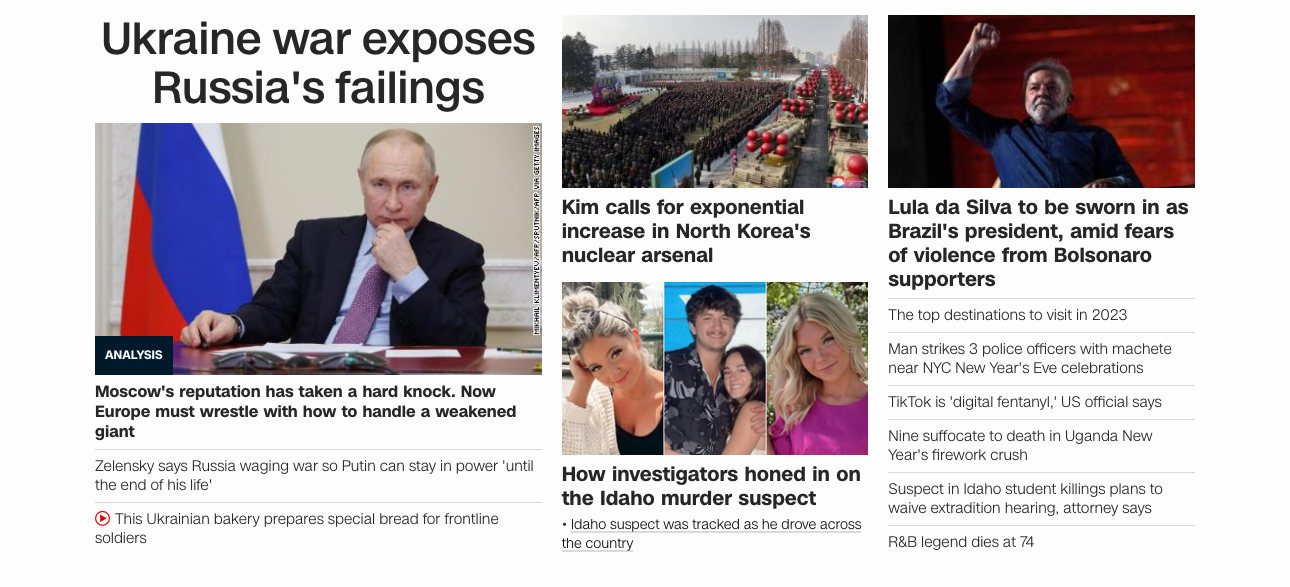 Ukraine war exposes
Russia's failings
MIKHAIL KLIMENTYEV/AFP/SPUTNIK/AFP VIA GETTY IMAGES
ANALYSIS
Moscow's reputation has taken a hard knock. Now
Europe must wrestle with how to handle a weakened
giant
Zelensky says Russia waging war so Putin can stay in power 'until
the end of his life'
This Ukrainian bakery prepares special bread for frontline
soldiers
Kim calls for exponential
increase in North Korea's
nuclear arsenal
How investigators honed in on
the Idaho murder suspect
• Idaho suspect was tracked as he drove across
the country
Lula da Silva to be sworn in as
Brazil's president, amid fears
of violence from Bolsonaro
supporters
The top destinations to visit in 2023
Man strikes 3 police officers with machete
near NYC New Year's Eve celebrations
TikTok is 'digital fentanyl,' US official says
Nine suffocate to death in Uganda New
Year's firework crush
Suspect in Idaho student killings plans to
waive extradition hearing, attorney says
R&B legend dies at 74